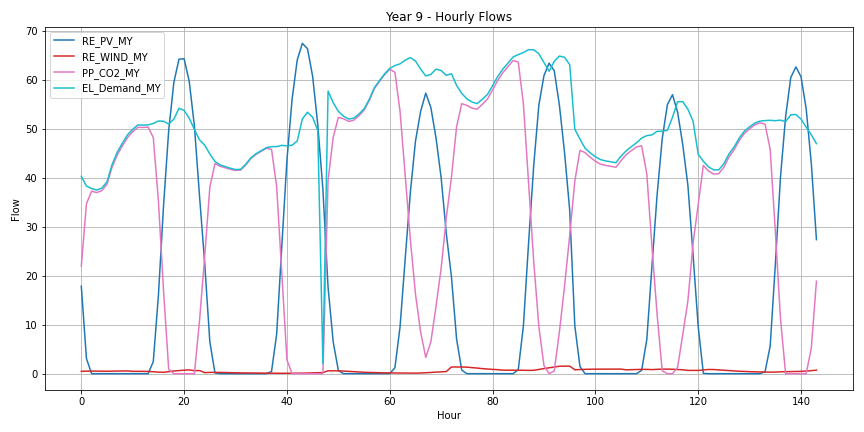 Year 9 - Hourly Flows
RE_PV_MY
RE_WIND_MY
PP_CO2_MY
EL_Demand_MY
70
60
50
40
30
20
10
0
Flow
0 20 40 60 80 100 120 140
Hour